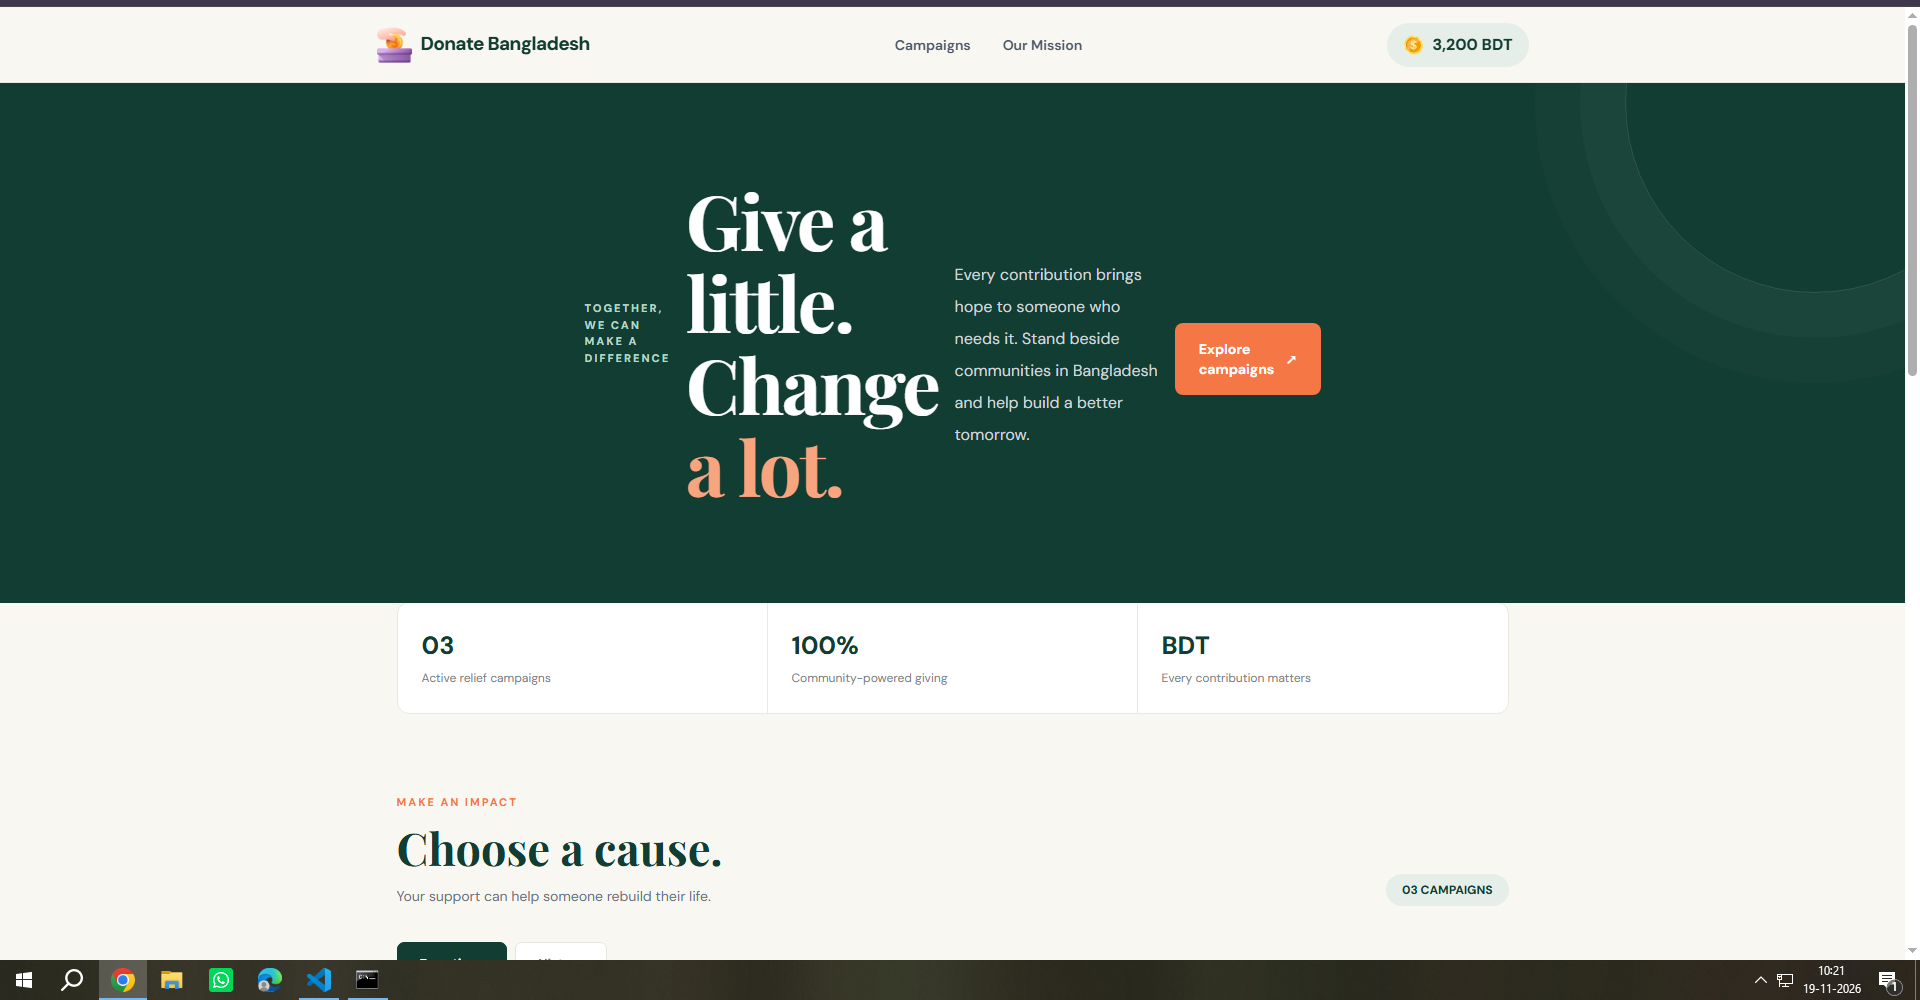 Donate Bangladesh
Campaigns
Our Mission
3,200 BDT
TOGETHER,
WE CAN
MAKE A
DIFFERENCE
Give a
little.
Change
a lot.
Every contribution brings
hope to someone who
needs it. Stand beside
communities in Bangladesh
and help build a better
tomorrow.
Explore
campaigns ↗
03
Active relief campaigns
100%
Community-powered giving
BDT
Every contribution matters
MAKE AN IMPACT
Choose a cause.
Your support can help someone rebuild their life.
03 CAMPAIGNS
10:21
19-11-2026
1